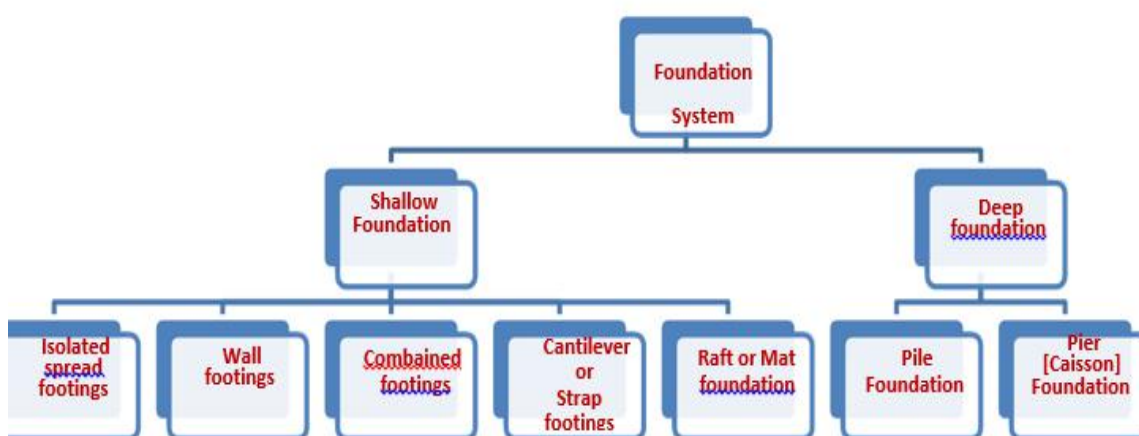 Foundation
System
Shallow
Foundation
Deep
foundation
Isolated
spread
footings
Wall
footings
Combained
footings
Cantilever
or
Strap
footings
Raft or Mat
foundation
Pile
Foundation
Pier
[Caisson]
Foundation